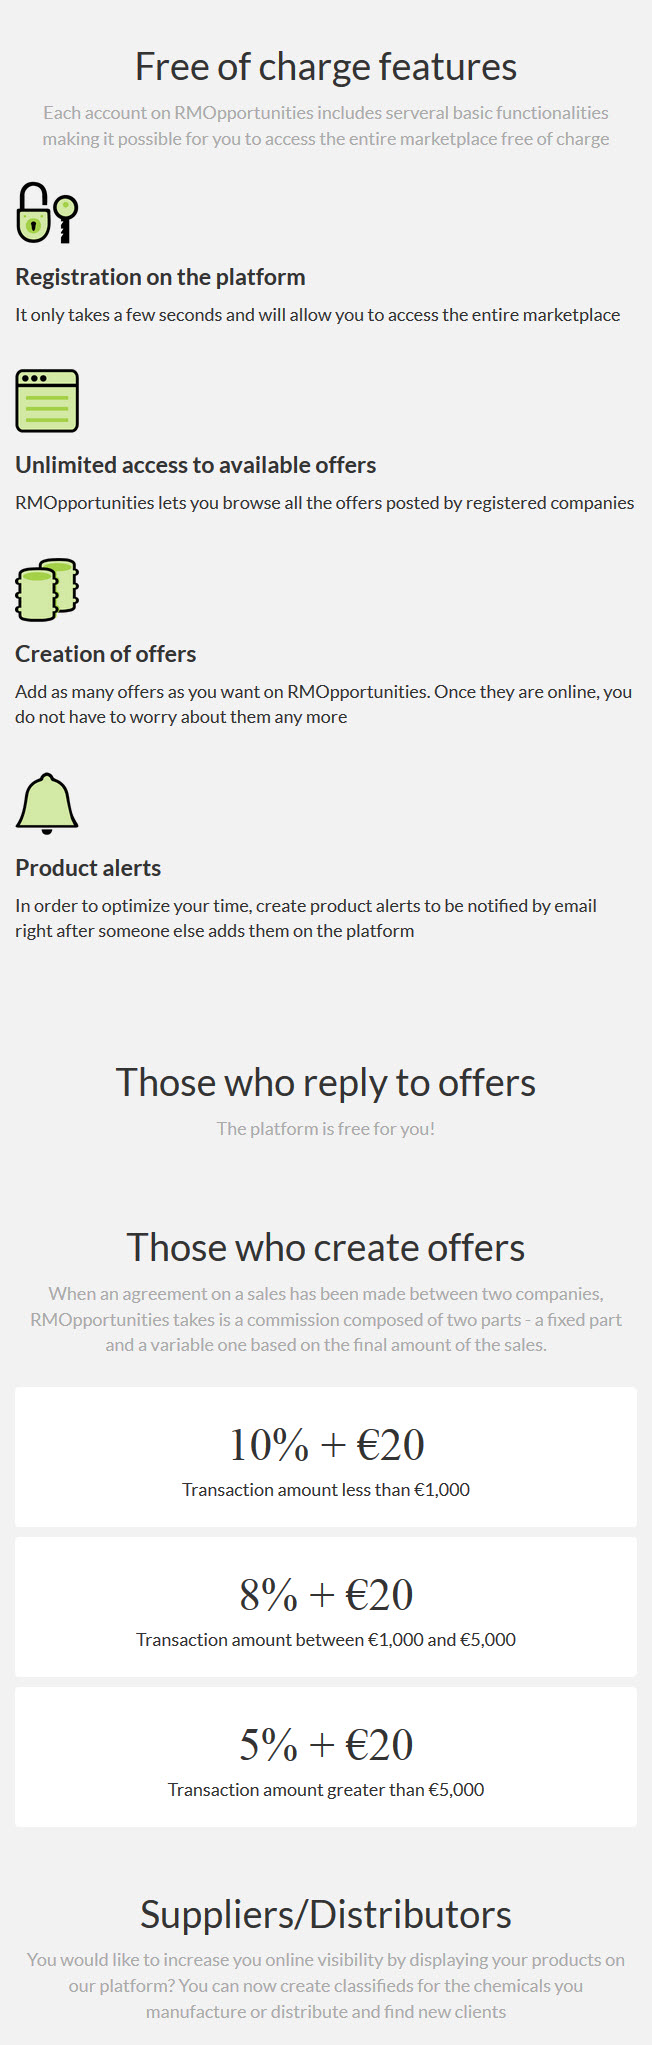 Free of charge features
Each account on RMOpportunities includes serveral basic functionalities
making it possible for you to access the entire marketplace free of charge
Registration on the platform
It only takes a few seconds and will allow you to access the entire marketplace
Unlimited access to available offers
RMOpportunities lets you browse all the offers posted by registered companies
Creation of offers
Add as many offers as you want on RMOpportunities. Once they are online, you
do not have to worry about them any more
Product alerts
In order to optimize your time, create product alerts to be notified by email
right after someone else adds them on the platform
Those who reply to offers
The platform is free for you!
Those who create offers
When an agreement on a sales has been made between two companies,
RMOpportunities takes is a commission composed of two parts - a fixed part
and a variable one based on the final amount of the sales.
10% + €20
Transaction amount less than €1,000
8% + €20
Transaction amount between €1,000 and €5,000
5% + €20
Transaction amount greater than €5,000
Suppliers/Distributors
You would like to increase you online visibility by displaying your products on
our platform? You can now create classifieds for the chemicals you
manufacture or distribute and find new clients